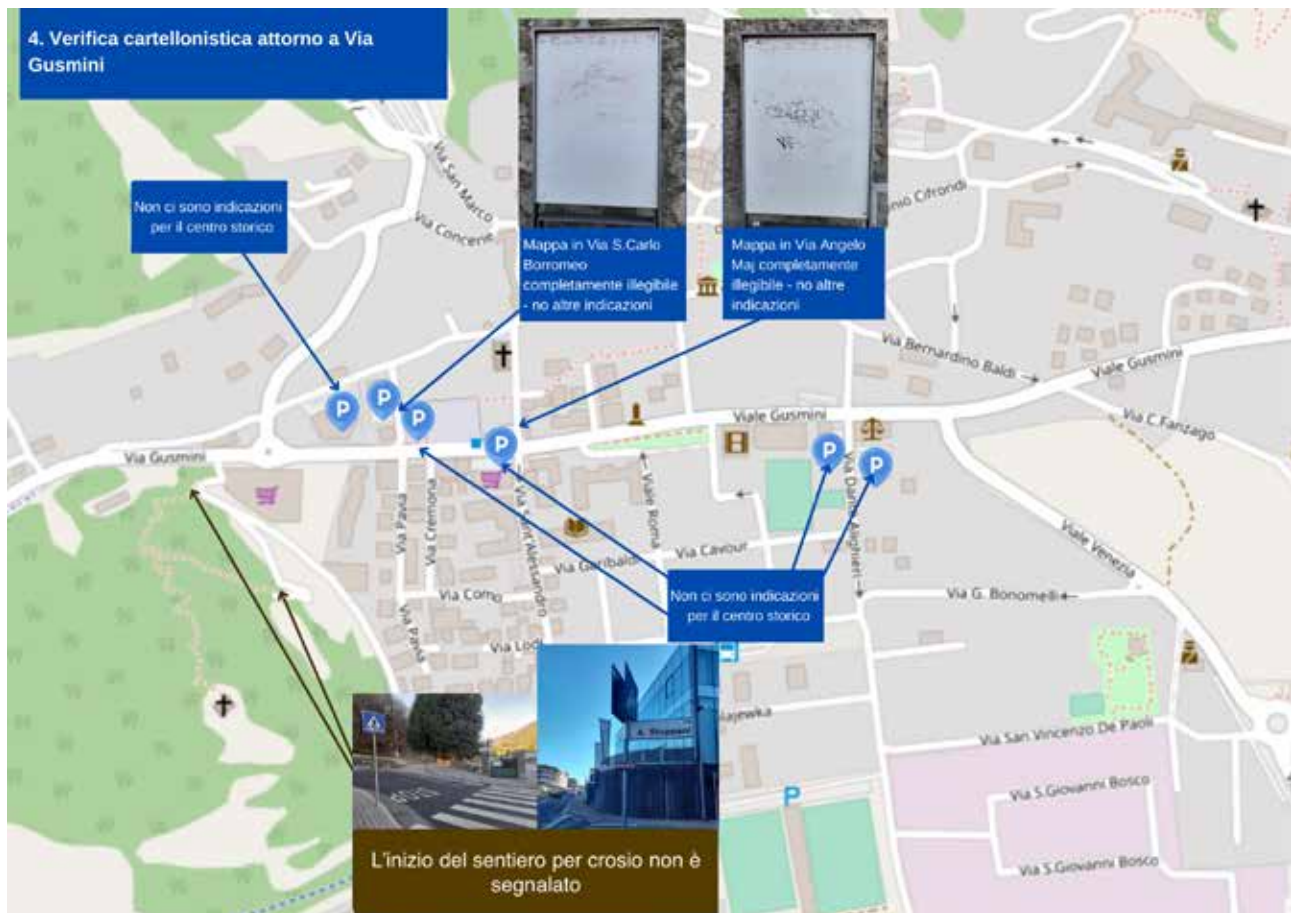 4. Verifica cartellonistica attorno a Via
Gusmini
Non ci sono indicazioni
per il centro storico
Mappa in Via S.Carlo
Borromeo
completamente illegibile
- no altre indicazioni
Mappa in Via Angelo
Maj completamente
illegibile - no altre
indicazioni
Via San Marco
Via Concerie
Cifrondi
Via Bernardino Baldi
Viale Gusmini
Via C.Fanzago
Viale Gusmini
Via Gusmini
P
P
P
P
P
P
Via Pavia
Via Cremona
Via Sant'Alessandro
Viale Roma
Via Dante Alighieri
Via Garibaldi
Via Cavour
Viale Venezia
Via Como
Via G. Bonomelli
Via Pavia
Via Lodi
Non ci sono indicazioni
per il centro storico
Via San Vincenzo De Paoli
Via S.Giovanni Bosco
Via S.Giovanni Bosco
P
L'inizio del sentiero per crosio non è
segnalato